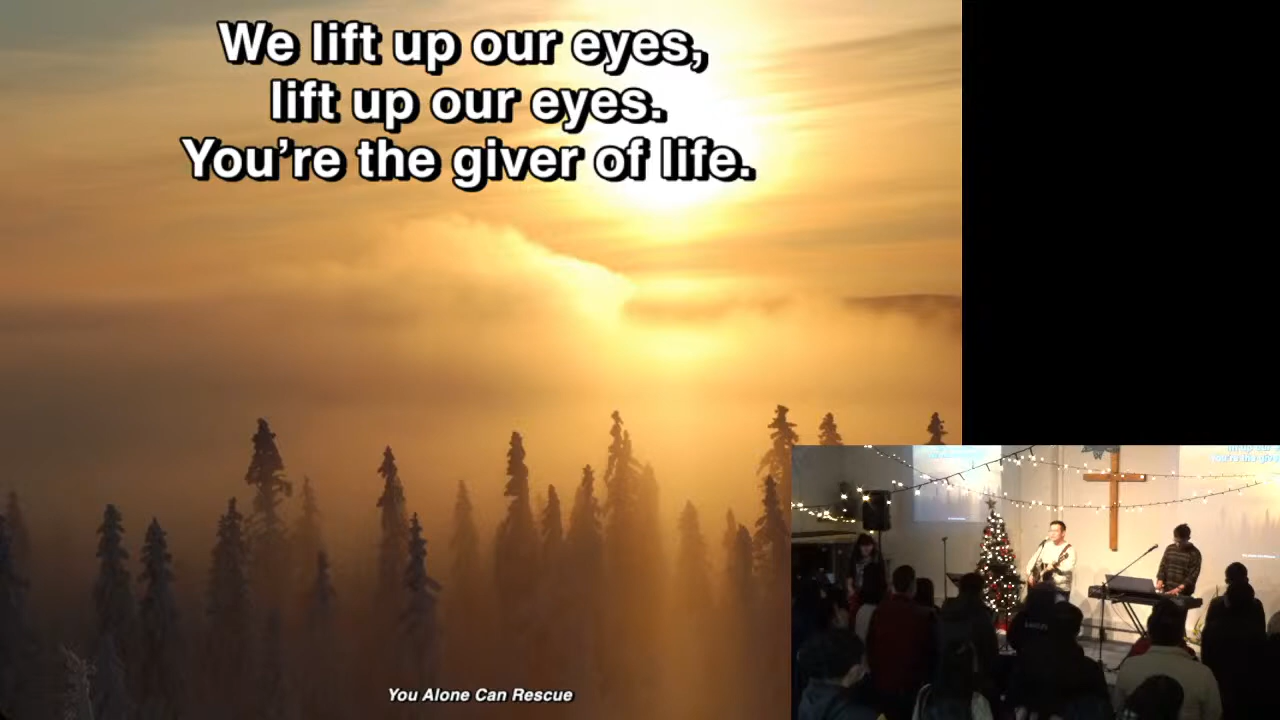 We lift up our eyes,
lift up our eyes.
You're the giver of life.
You Alone Can Rescue